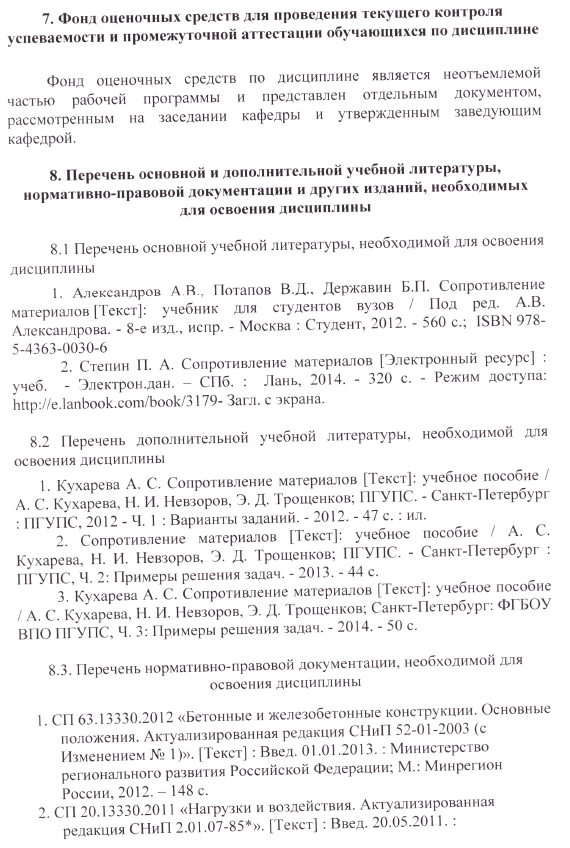 7. Фонд оценочных средств для проведения текущего контроля
успеваемости и промежуточной аттестации обучающихся по дисциплине
Фонд оценочных средств по дисциплине является неотъемлемой
частью рабочей программы и представлен отдельным документом,
рассмотренным на заседании кафедры и утвержденным заведующим
кафедрой.
8. Перечень основной и дополнительной учебной литературы,
нормативно-правовой документации и других изданий, необходимых
для освоения дисциплины
8.1 Перечень основной учебной литературы, необходимой для освоения
дисциплины
1. Александров А.В., Потапов В.Д., Державин Б.П. Сопротивление
материалов [Текст]: учебник для студентов вузов / Под ред. А.В.
Александрова. - 8-е изд., испр. - Москва : Студент, 2012. - 560 с.; ISBN 978-
5-4363-0030-6
2. Степин П. А. Сопротивление материалов [Электронный ресурс] :
учеб. - Электрон.дан. – СПб. : Лань, 2014. - 320 с. - Режим доступа:
http://e.lanbook.com/book/3179- Загл. с экрана.
8.2 Перечень дополнительной учебной литературы, необходимой для
освоения дисциплины
1. Кухарева А. С. Сопротивление материалов [Текст]: учебное пособие /
А. С. Кухарева, Н. И. Невзоров, Э. Д. Трощенков; ПГУПС. - Санкт-Петербург
: ПГУПС, 2012 - Ч. 1 : Варианты заданий. - 2012. - 47 с. : ил.
2. Сопротивление материалов [Текст]: учебное пособие / А. С.
Кухарева, Н. И. Невзоров, Э. Д. Трощенков; ПГУПС. - Санкт-Петербург :
ПГУПС, Ч. 2: Примеры решения задач. - 2013. - 44 с.
3. Кухарева А. С. Сопротивление материалов [Текст]: учебное пособие
/ А. С. Кухарева, Н. И. Невзоров, Э. Д. Трощенков; Санкт-Петербург: ФГБОУ
ВПО ПГУПС, Ч. 3: Примеры решения задач. - 2014. - 50 с.
8.3. Перечень нормативно-правовой документации, необходимой для
освоения дисциплины
1. СП 63.13330.2012 «Бетонные и железобетонные конструкции. Основные
положения. Актуализированная редакция СНиП 52-01-2003 (с
Изменением № 1)». [Текст] : Введ. 01.01.2013. : Министерство
регионального развития Российской Федерации; М.: Минрегион
России, 2012. – 148 с.
2. СП 20.13330.2011 «Нагрузки и воздействия. Актуализированная
редакция СНиП 2.01.07-85*». [Текст] : Введ. 20.05.2011. :